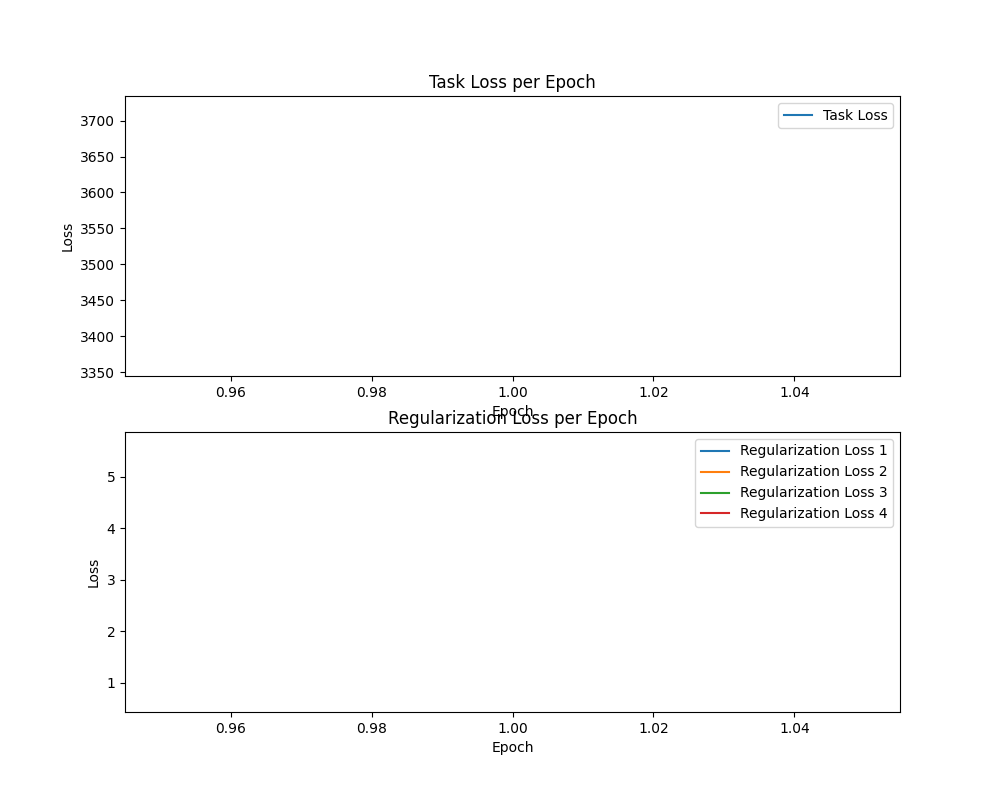 Task Loss per Epoch
Task Loss
3700
3650
3600
3550
3500
3450
3400
3350
Loss
0.96 0.98 1.00 1.02 1.04
Epoch
Regularization Loss per Epoch
Regularization Loss 1
Regularization Loss 2
Regularization Loss 3
Regularization Loss 4
5
4
3
2
1
Loss
0.96 0.98 1.00 1.02 1.04
Epoch